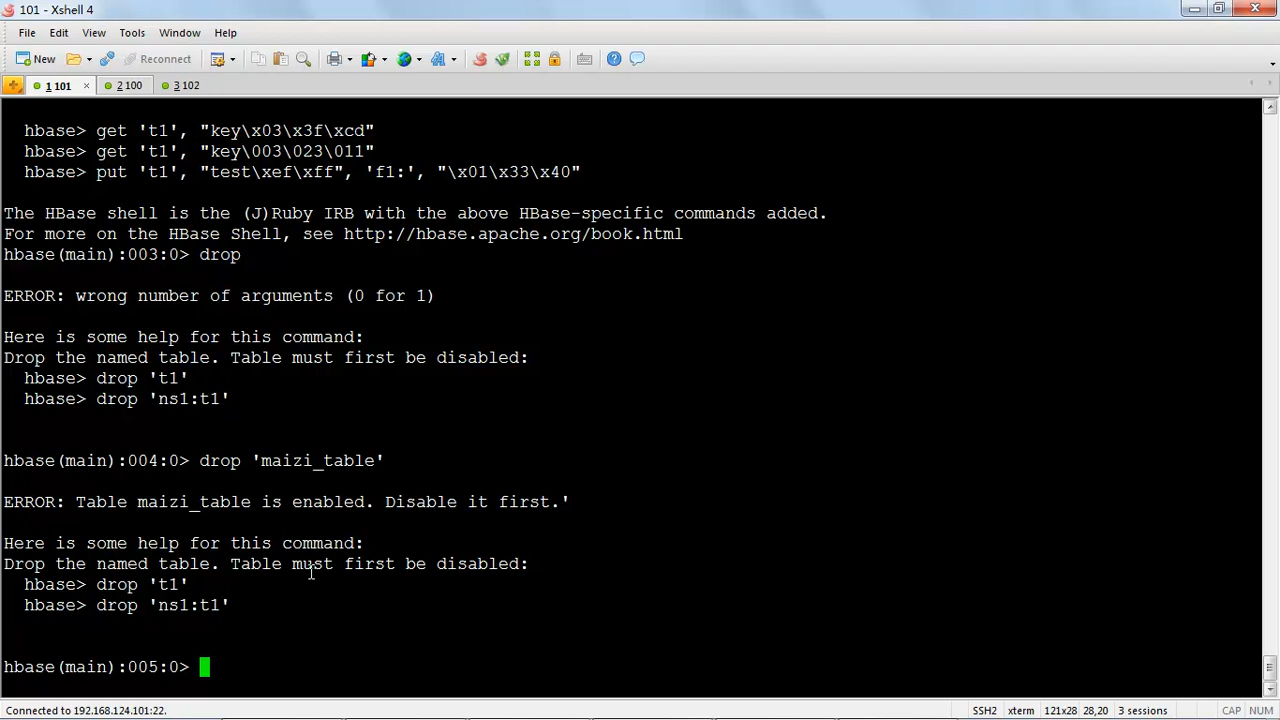 101 - Xshell 4
File Edit View Tools Window Help
New Reconnect
1 101 × 2 100 3 102
hbase> get 't1', "key\x03\x3f\xcd"
hbase> get 't1', "key\003\023\011"
hbase> put 't1', "test\xef\xff", 'f1:', "\x01\x33\x40"
The HBase shell is the (J)Ruby IRB with the above HBase-specific commands added.
For more on the HBase Shell, see http://hbase.apache.org/book.html
hbase(main):003:0> drop
ERROR: wrong number of arguments (0 for 1)
Here is some help for this command:
Drop the named table. Table must first be disabled:
hbase> drop 't1'
hbase> drop 'ns1:t1'
hbase(main):004:0> drop 'maizi_table'
ERROR: Table maizi_table is enabled. Disable it first.'
Here is some help for this command:
Drop the named table. Table must first be disabled:
hbase> drop 't1'
hbase> drop 'ns1:t1'
hbase(main):005:0>
Connected to 192.168.124.101:22. SSH2 xterm 121x28 28,20 3 sessions CAP NUM